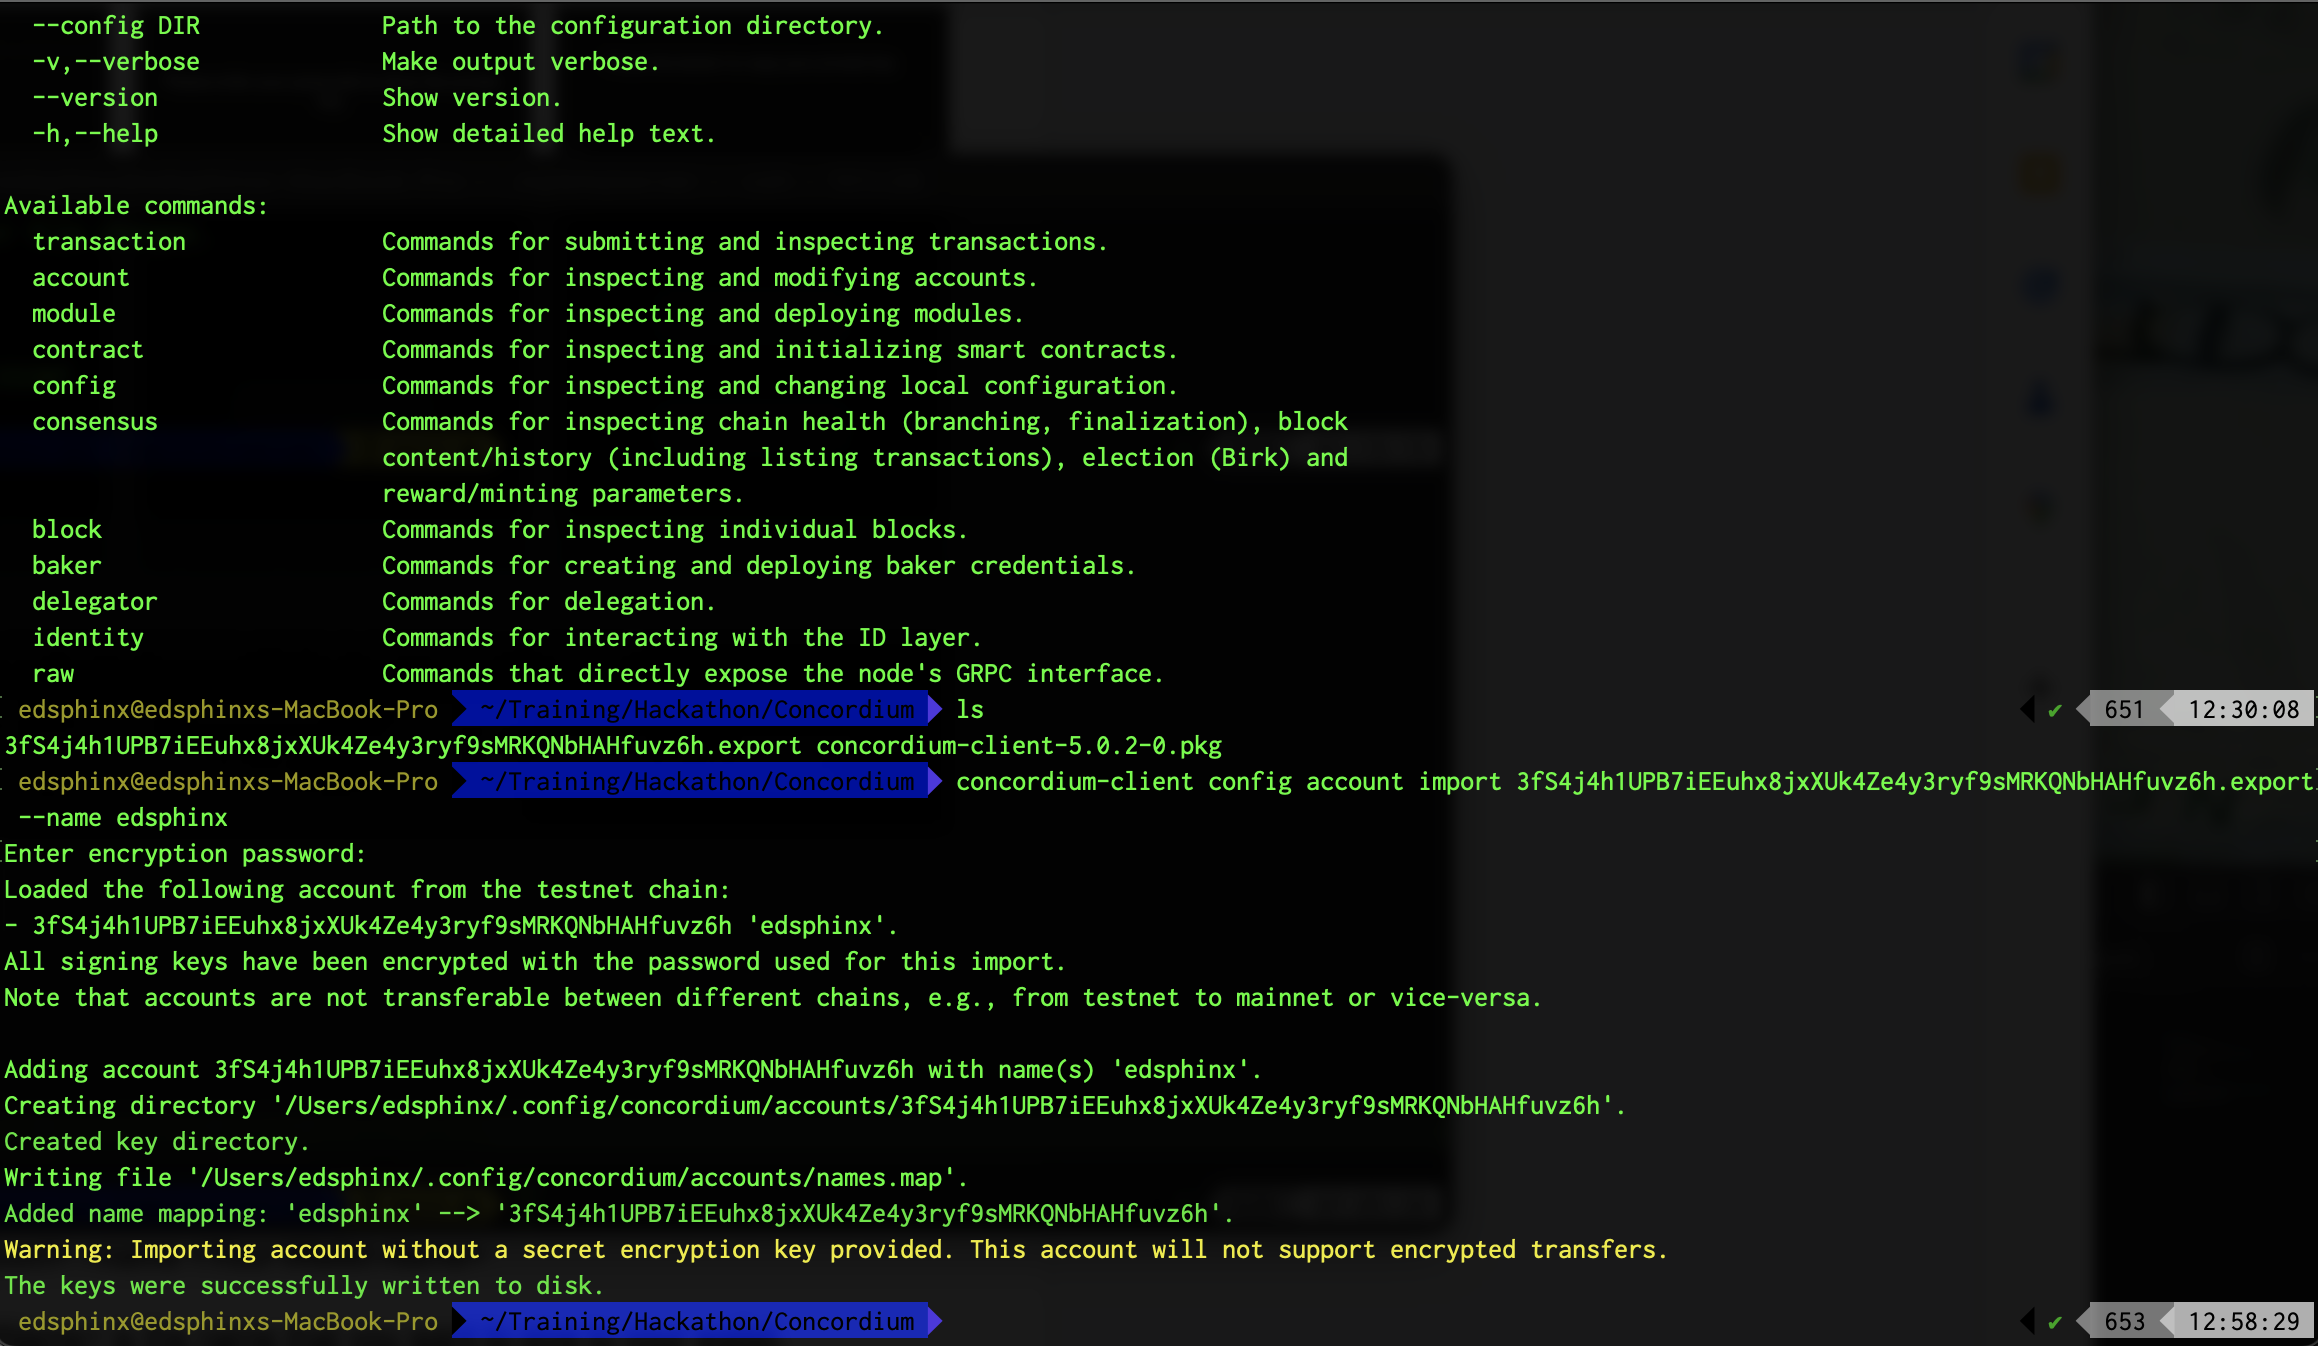 --config DIR             Path to the configuration directory.
-v,--verbose             Make output verbose.
--version                Show version.
-h,--help                Show detailed help text.
Available commands:
transaction              Commands for submitting and inspecting transactions.
account                  Commands for inspecting and modifying accounts.
module                   Commands for inspecting and deploying modules.
contract                 Commands for inspecting and initializing smart contracts.
config                   Commands for inspecting and changing local configuration.
consensus                Commands for inspecting chain health (branching, finalization), block
content/history (including listing transactions), election (Birk) and
reward/minting parameters.
block                    Commands for inspecting individual blocks.
baker                    Commands for creating and deploying baker credentials.
delegator                Commands for delegation.
identity                 Commands for interacting with the ID layer.
raw                      Commands that directly expose the node's GRPC interface.
edsphinx@edsphinxs-MacBook-Pro ~/Training/Hackathon/Concordium ls ✔ 651 12:30:08
3fS4j4h1UPB7iEEuhx8jxXUk4Ze4y3ryf9sMRKQNbHAHfuvz6h.export concordium-client-5.0.2-0.pkg
edsphinx@edsphinxs-MacBook-Pro ~/Training/Hackathon/Concordium concordium-client config account import 3fS4j4h1UPB7iEEuhx8jxXUk4Ze4y3ryf9sMRKQNbHAHfuvz6h.export
--name edsphinx
Enter encryption password:
Loaded the following account from the testnet chain:
- 3fS4j4h1UPB7iEEuhx8jxXUk4Ze4y3ryf9sMRKQNbHAHfuvz6h 'edsphinx'.
All signing keys have been encrypted with the password used for this import.
Note that accounts are not transferable between different chains, e.g., from testnet to mainnet or vice-versa.
Adding account 3fS4j4h1UPB7iEEuhx8jxXUk4Ze4y3ryf9sMRKQNbHAHfuvz6h with name(s) 'edsphinx'.
Creating directory '/Users/edsphinx/.config/concordium/accounts/3fS4j4h1UPB7iEEuhx8jxXUk4Ze4y3ryf9sMRKQNbHAHfuvz6h'.
Created key directory.
Writing file '/Users/edsphinx/.config/concordium/accounts/names.map'.
Added name mapping: 'edsphinx' --> '3fS4j4h1UPB7iEEuhx8jxXUk4Ze4y3ryf9sMRKQNbHAHfuvz6h'.
Warning: Importing account without a secret encryption key provided. This account will not support encrypted transfers.
The keys were successfully written to disk.
edsphinx@edsphinxs-MacBook-Pro ~/Training/Hackathon/Concordium ✔ 653 12:58:29